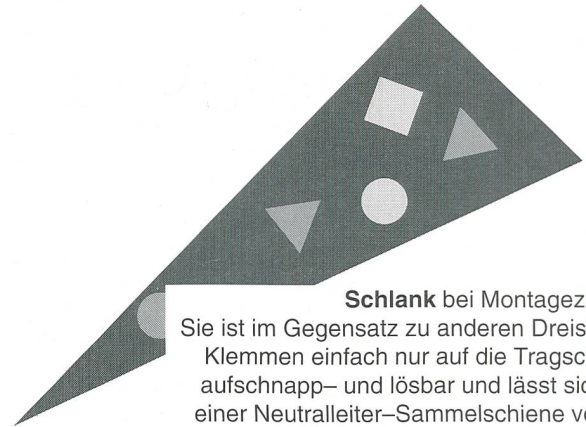 Schlank bei Montagez
Sie ist im Gegensatz zu anderen Dreis
Klemmen einfach nur auf die Tragsc
aufschnapp– und lösbar und lässt sic
einer Neutralleiter–Sammelschiene ve